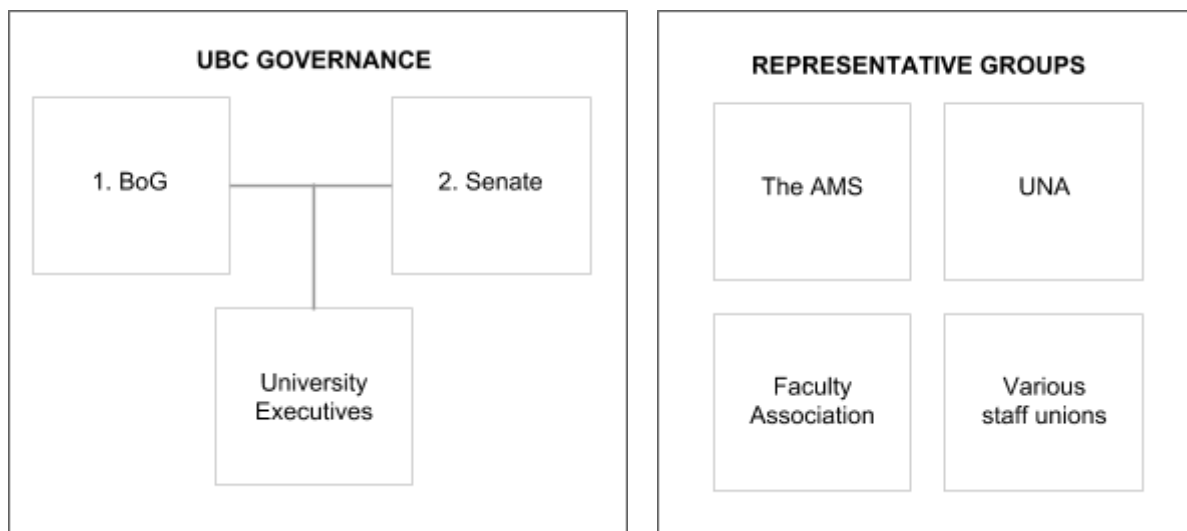 UBC GOVERNANCE
1. BoG
2. Senate
University
Executives
REPRESENTATIVE GROUPS
The AMS
UNA
Faculty
Association
Various
staff unions